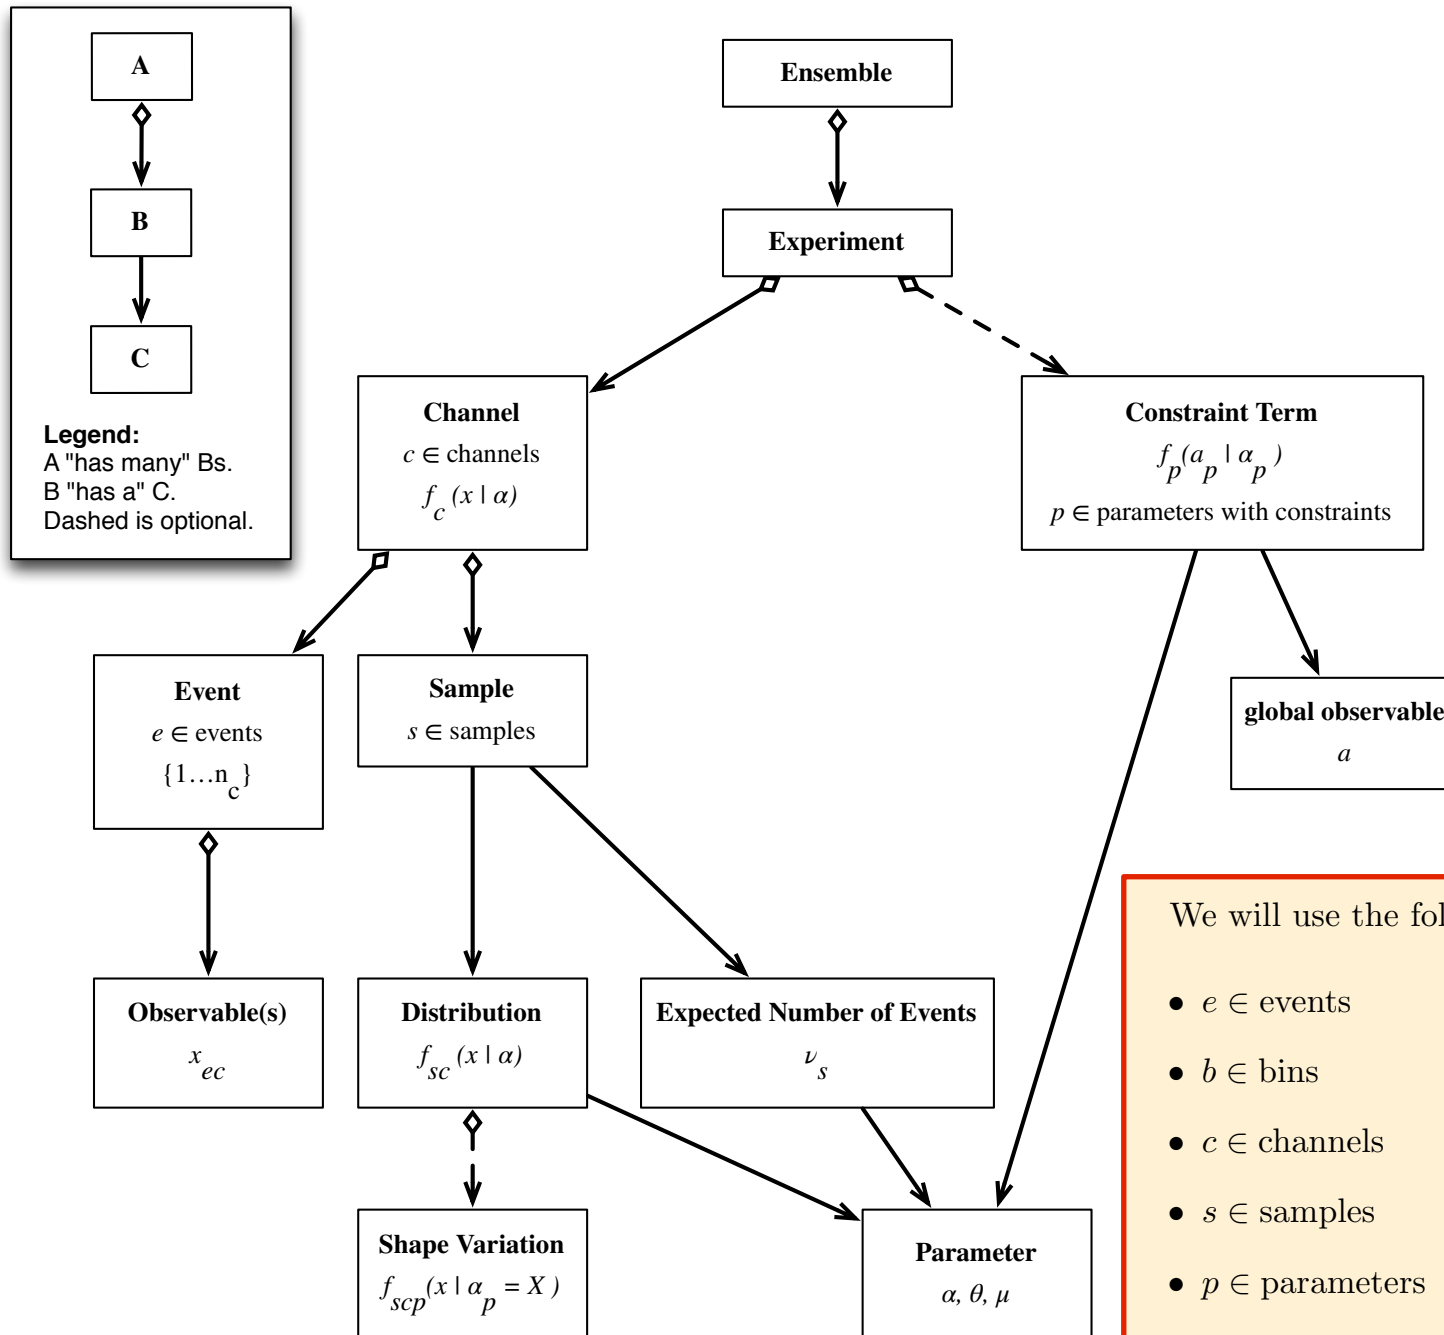 A
B
C
Legend:
A "has many" Bs.
B "has a" C.
Dashed is optional.
Ensemble
Experiment
Channel
c ∈ channels
f_c(x | α)
Constraint Term
f_p(a_p | α_p)
p ∈ parameters with constraints
Event
e ∈ events
{1…n_c}
Sample
s ∈ samples
global observable
a
Observable(s)
x_ec
Distribution
f_sc(x | α)
Expected Number of Events
ν_s
Shape Variation
f_scp(x | α_p = X )
Parameter
α, θ, μ
We will use the fol
• e ∈ events
• b ∈ bins
• c ∈ channels
• s ∈ samples
• p ∈ parameters